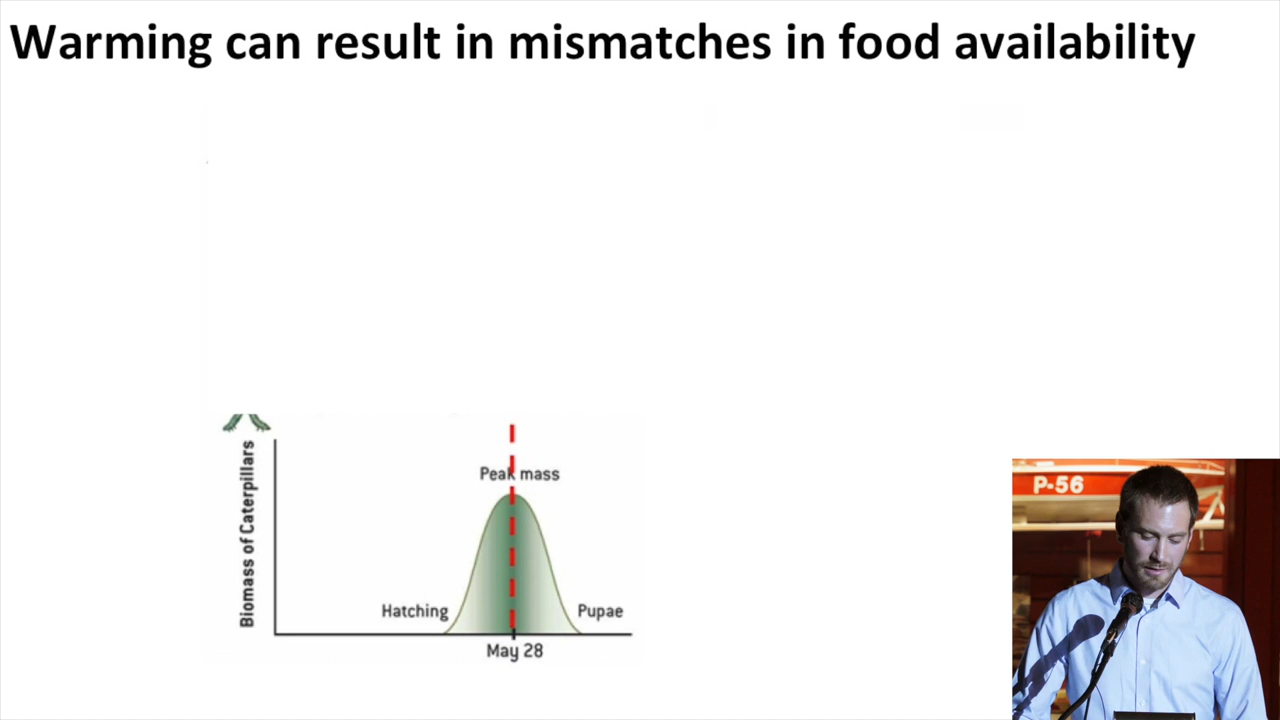 Warming can result in mismatches in food availability
Biomass of Caterpillars
Peak mass
Hatching
Pupae
May 28
P-56